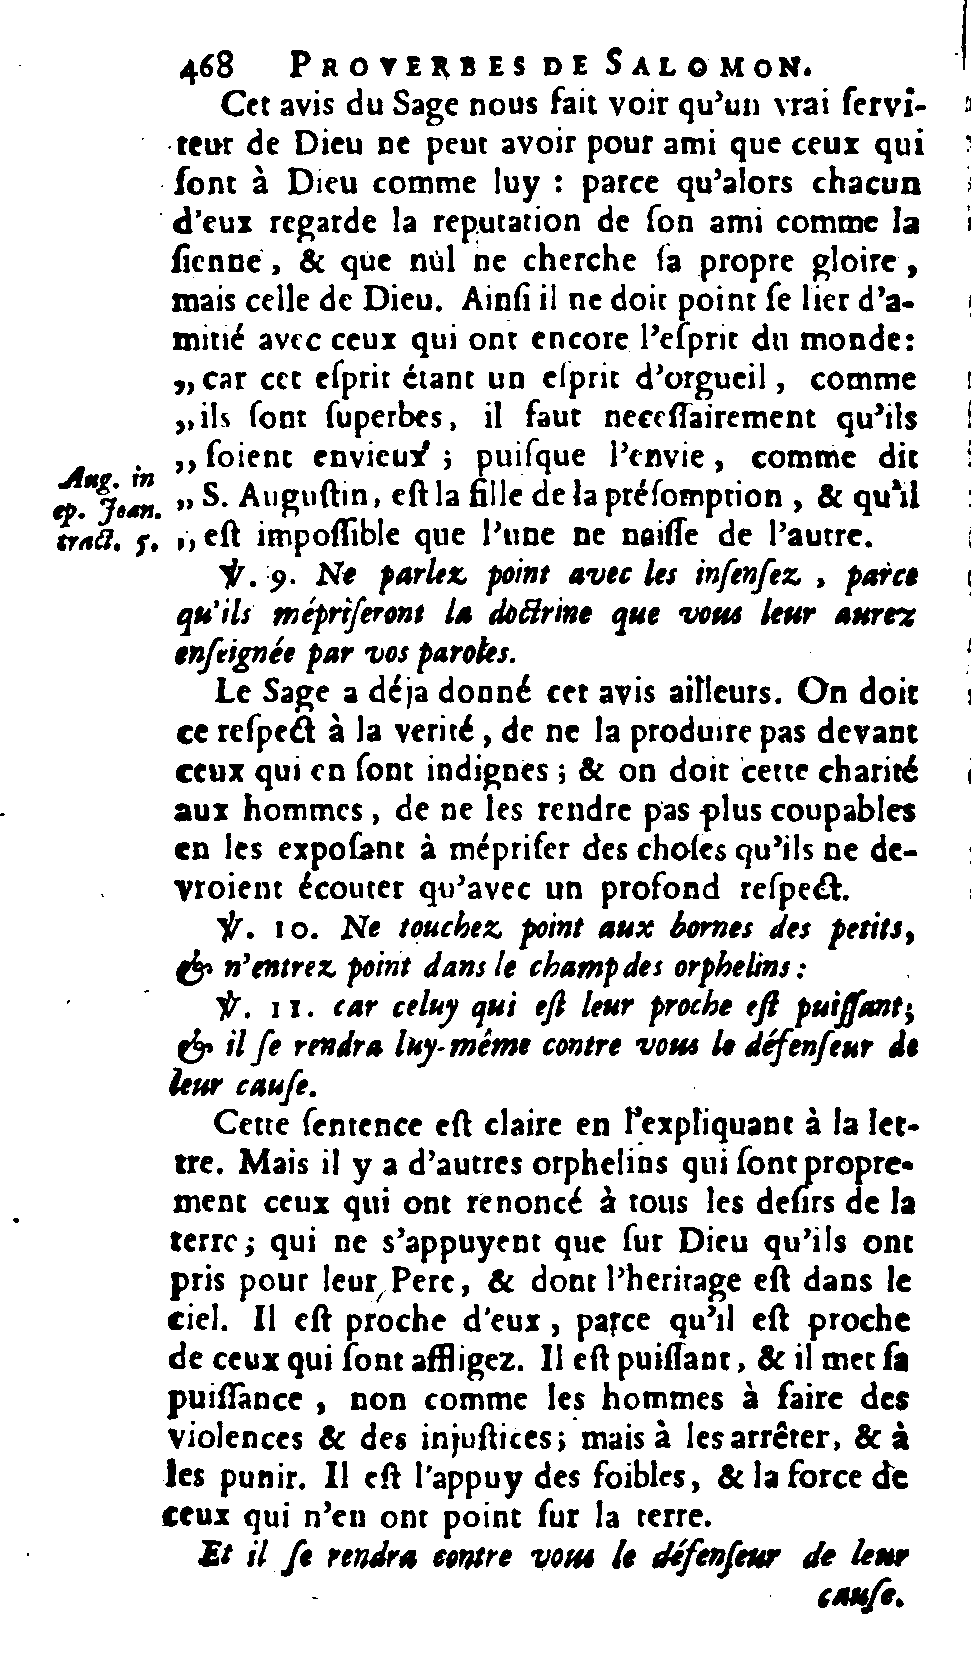 468 PROVERBES DE SALOMON.
Cet avis du Sage nous fait voir qu'un vrai ſervi-
teur de Dieu ne peut avoir pour ami que ceux qui
ſont à Dieu comme luy : parce qu'alors chacun
d'eux regarde la reputation de ſon ami comme la
ſienne, & que nul ne cherche ſa propre gloire,
mais celle de Dieu. Ainſi il ne doit point ſe lier d'a-
mitié avec ceux qui ont encore l'eſprit du monde:
„ car cet eſprit étant un eſprit d'orgueil, comme
„ ils ſont ſuperbes, il faut neceſſairement qu'ils
„ ſoient envieux ; puiſque l'envie, comme dit
„ S. Auguſtin, eſt la fille de la préſomption, & qu'il
„ eſt impoſſible que l'une ne naiſſe de l'autre.
Aug. in
ep. Joan.
tract. 5.
℣. 9. Ne parlez point avec les inſenſez, parce
qu'ils mépriſeront la doctrine que vous leur aurez
enſeignée par vos paroles.
Le Sage a déja donné cet avis ailleurs. On doit
ce reſpect à la verité, de ne la produire pas devant
ceux qui en ſont indignes ; & on doit cette charité
aux hommes, de ne les rendre pas plus coupables
en les expoſant à mépriſer des choſes qu'ils ne de-
vroient écouter qu'avec un profond reſpect.
℣. 10. Ne touchez point aux bornes des petits,
& n'entrez point dans le champ des orphelins :
℣. 11. car celuy qui eſt leur proche eſt puiſſant;
& il ſe rendra luy-même contre vous le défenſeur de
leur cauſe.
Cette ſentence eſt claire en l'expliquant à la let-
tre. Mais il y a d'autres orphelins qui ſont propre-
ment ceux qui ont renoncé à tous les deſirs de la
terre; qui ne s'appuyent que ſur Dieu qu'ils ont
pris pour leur Pere, & dont l'heritage eſt dans le
ciel. Il eſt proche d'eux, parce qu'il eſt proche
de ceux qui ſont affligez. Il eſt puiſſant, & il met ſa
puiſſance, non comme les hommes à faire des
violences & des injuſtices; mais à les arrêter, & à
les punir. Il eſt l'appuy des foibles, & la force de
ceux qui n'en ont point ſur la terre.
Et il ſe rendra contre vous le défenſeur de leur
cauſe.